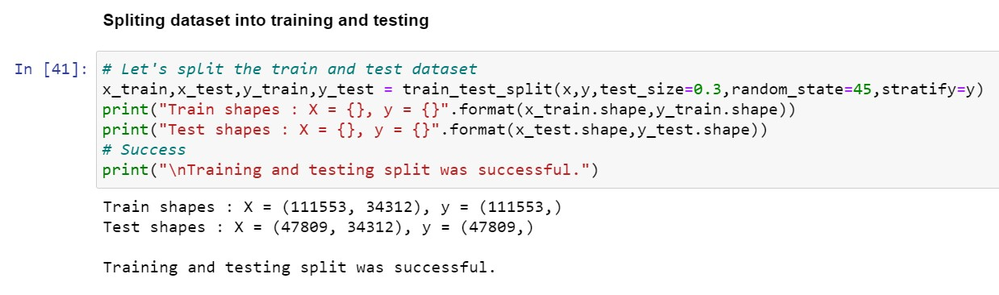 Spliting dataset into training and testing
In [41]: # Let's split the train and test dataset
x_train,x_test,y_train,y_test = train_test_split(x,y,test_size=0.3,random_state=45,stratify=y)
print("Train shapes : X = {}, y = {}".format(x_train.shape,y_train.shape))
print("Test shapes : X = {}, y = {}".format(x_test.shape,y_test.shape))
# Success
print("\nTraining and testing split was successful.")
Train shapes : X = (111553, 34312), y = (111553,)
Test shapes : X = (47809, 34312), y = (47809,)
Training and testing split was successful.